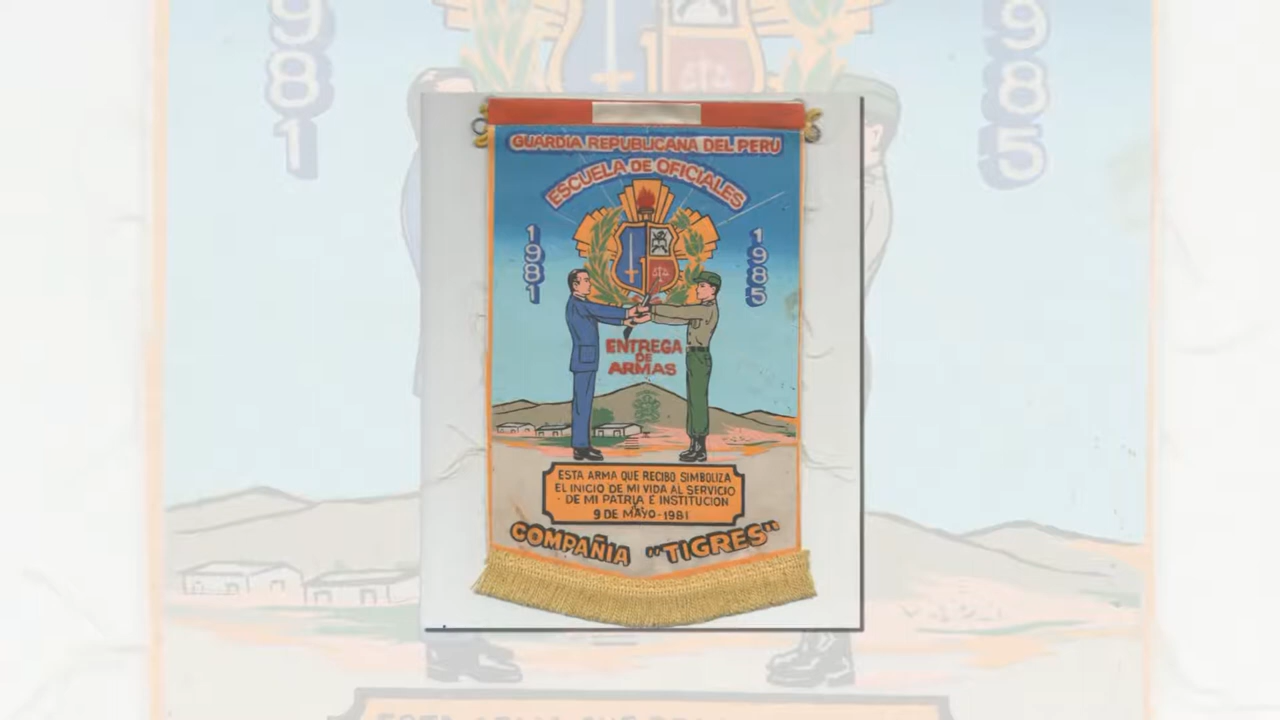 GUARDIA REPUBLICANA DEL PERU
ESCUELA DE OFICIALES
1981
1985
ENTREGA
DE
ARMAS
ESTA ARMA QUE RECIBO SIMBOLIZA
EL INICIO DE MI VIDA AL SERVICIO
DE MI PATRIA E INSTITUCION
9 DE MAYO-1981
COMPAÑIA "TIGRES"